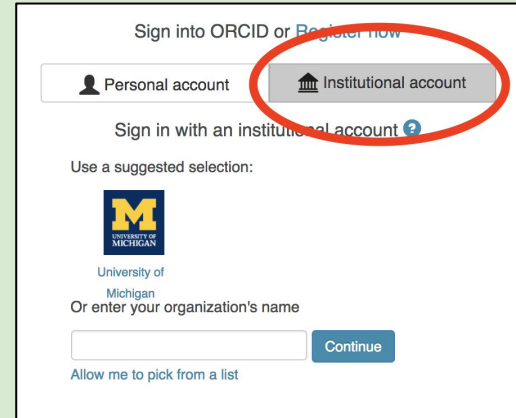 Sign into ORCID or Register now
Personal account
Institutional account
Sign in with an institutional account ?
Use a suggested selection:
M
UNIVERSITY OF
MICHIGAN
University of
Michigan
Or enter your organization's name
Continue
Allow me to pick from a list